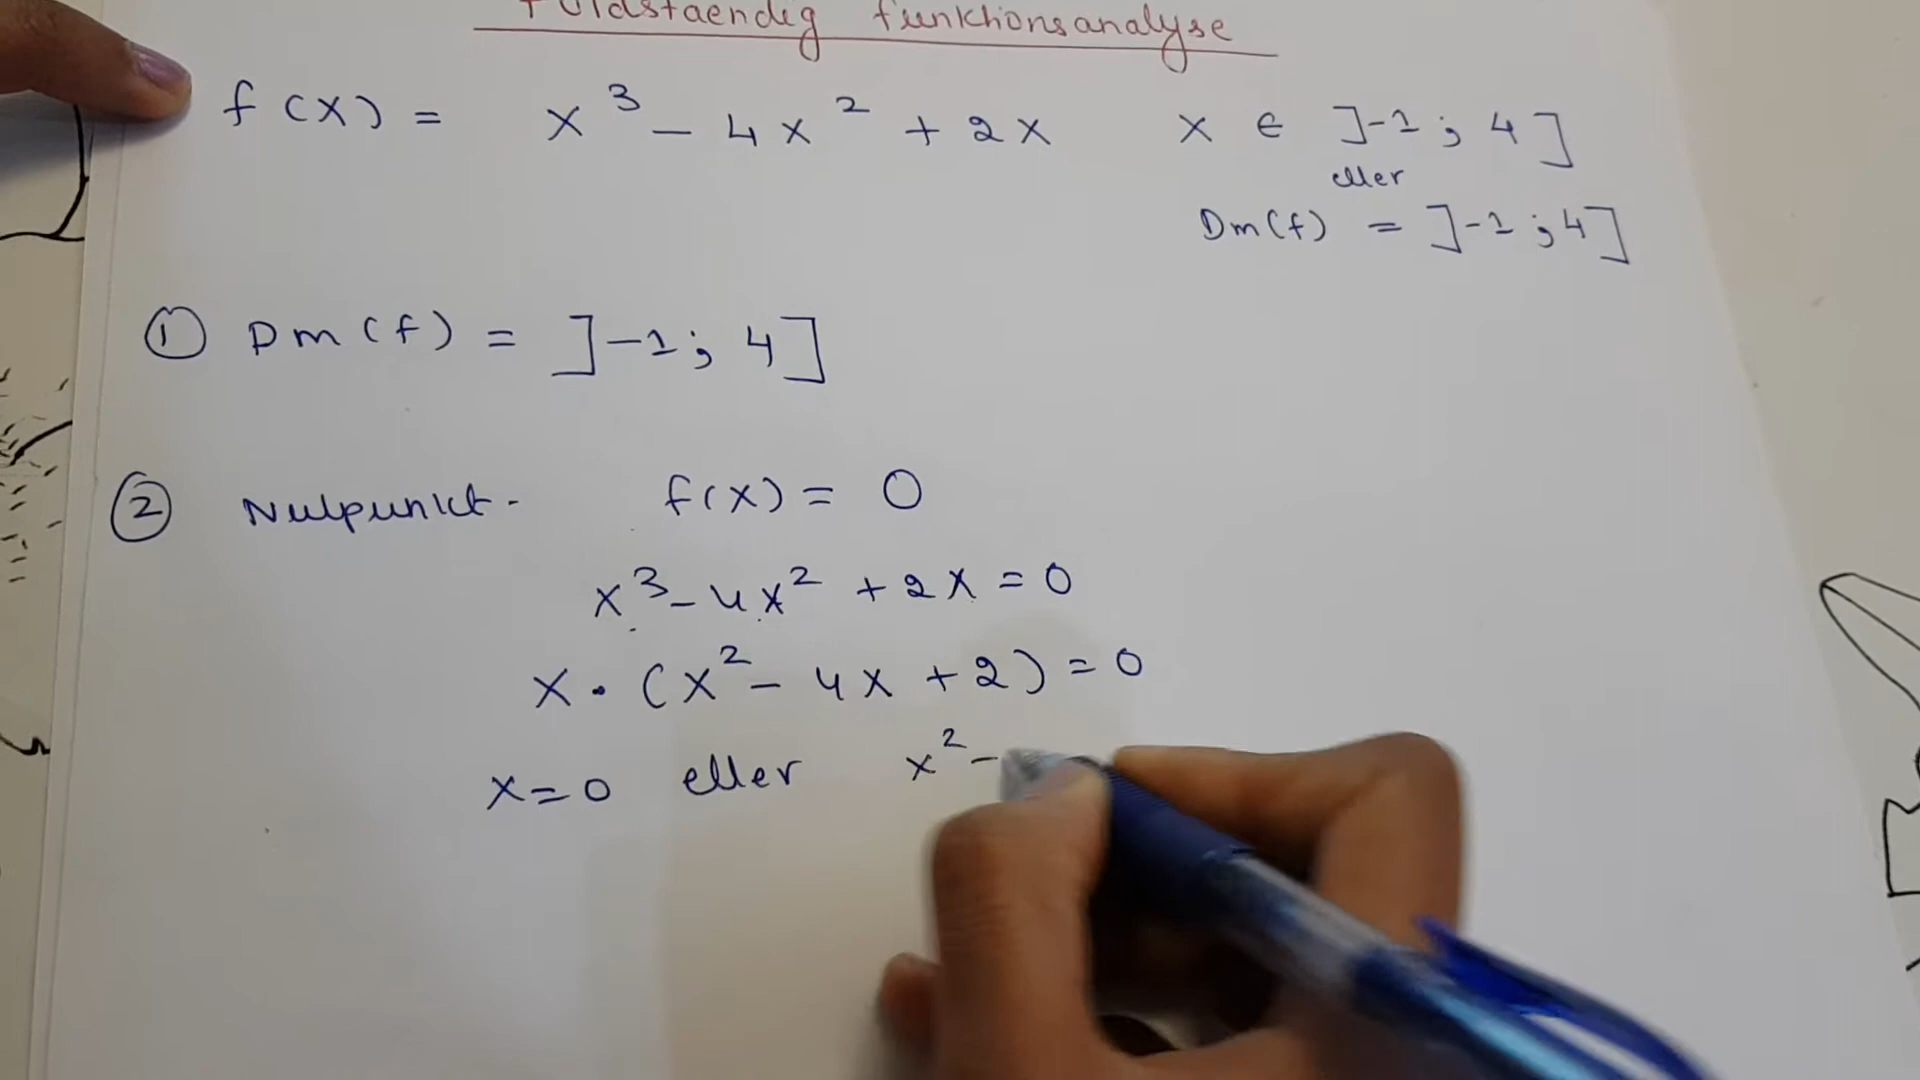 Fuldstaendig funktionsanalyse
f(x) = x³ - 4x² + 2x    x ∈ ]-1 ; 4]
eller
Dm(f) = ]-1 ; 4]
① Dm(f) = ]-1 ; 4]
② Nulpunkt- f(x) = 0
x³ - 4x² + 2x = 0
x · (x² - 4x + 2) = 0
x = 0 eller x² -